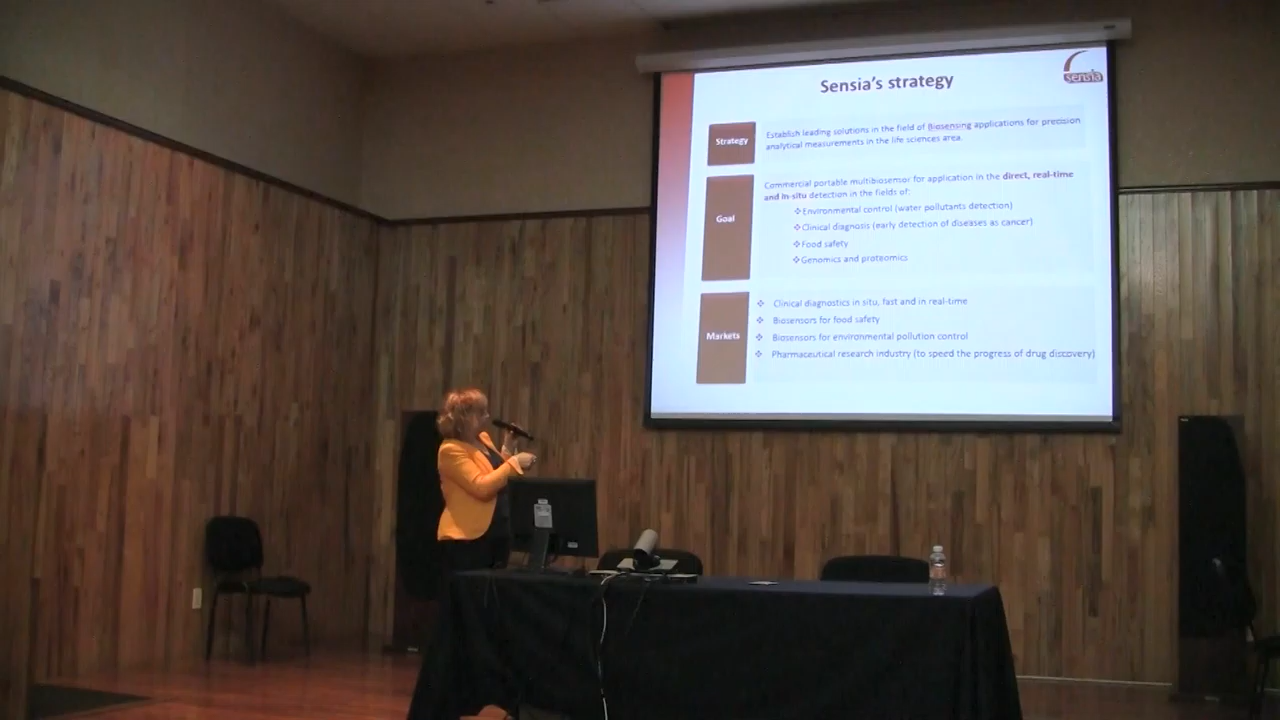 Sensia's strategy
sensia
Strategy
Establish leading solutions in the field of Biosensing applications for precision
analytical measurements in the life sciences area.
Goal
Commercial portable multibiosensor for application in the direct, real-time
and in-situ detection in the fields of:
❖Environmental control (water pollutants detection)
❖Clinical diagnosis (early detection of diseases as cancer)
❖Food safety
❖Genomics and proteomics
Markets
❖ Clinical diagnostics in situ, fast and in real-time
❖ Biosensors for food safety
❖ Biosensors for environmental pollution control
❖ Pharmaceutical research industry (to speed the progress of drug discovery)